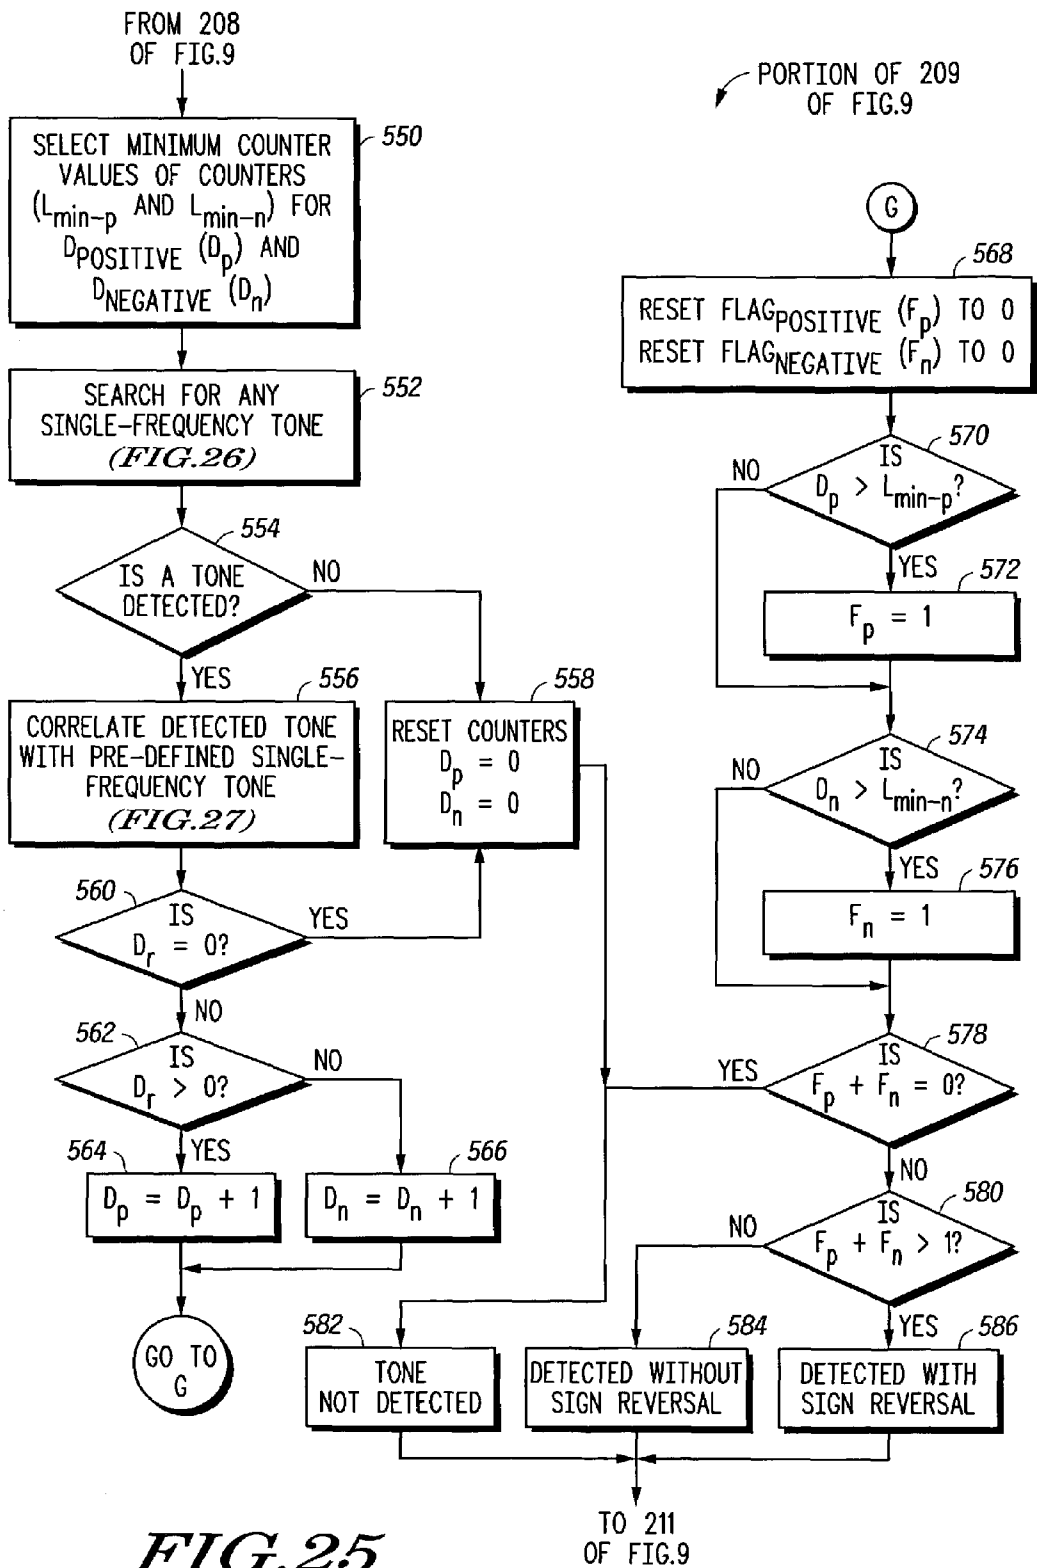 FROM 208
OF FIG.9
SELECT MINIMUM COUNTER
VALUES OF COUNTERS
(Lmin-p AND Lmin-n) FOR
DPOSITIVE (Dp) AND
DNEGATIVE (Dn)
550
SEARCH FOR ANY
SINGLE-FREQUENCY TONE
(FIG.26)
552
554
IS A TONE
DETECTED?
NO
YES
556
CORRELATE DETECTED TONE
WITH PRE-DEFINED SINGLE-
FREQUENCY TONE
(FIG.27)
558
RESET COUNTERS
Dp = 0
Dn = 0
560
IS
Dr = 0?
YES
NO
562
IS
Dr > 0?
NO
YES
564
Dp = Dp + 1
566
Dn = Dn + 1
GO TO
G
PORTION OF 209
OF FIG.9
G
568
RESET FLAGPOSITIVE (Fp) TO 0
RESET FLAGNEGATIVE (Fn) TO 0
570
IS
Dp > Lmin-p?
NO
YES
572
Fp = 1
574
IS
Dn > Lmin-n?
NO
YES
576
Fn = 1
578
IS
Fp + Fn = 0?
YES
NO
580
IS
Fp + Fn > 1?
NO
YES
582
TONE
NOT DETECTED
584
DETECTED WITHOUT
SIGN REVERSAL
586
DETECTED WITH
SIGN REVERSAL
TO 211
OF FIG.9
FIG.25